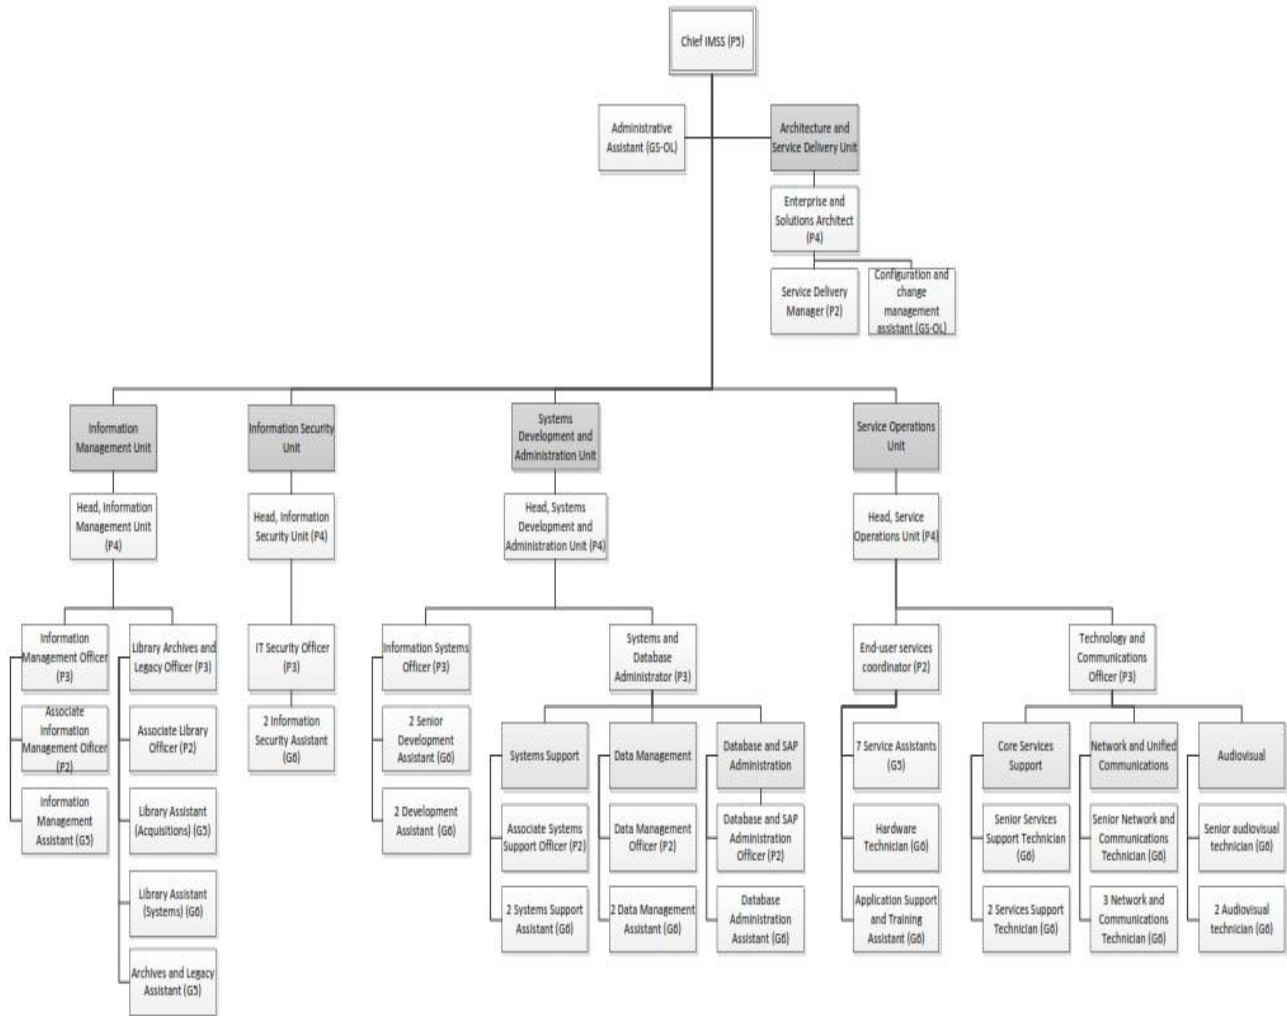 Chief IMSS (P5)
Administrative
Assistant (GS-OL)
Architecture and
Service Delivery Unit
Enterprise and
Solutions Architect
(P4)
Service Delivery
Manager (P2)
Configuration and
change
management
assistant (GS-OL)
Information
Management Unit
Information Security
Unit
Systems
Development and
Administration Unit
Service Operations
Unit
Head, Information
Management Unit
(P4)
Head, Information
Security Unit (P4)
Head, Systems
Development and
Administration Unit (P4)
Head, Service
Operations Unit (P4)
Information
Management Officer
(P3)
Library Archives and
Legacy Officer (P3)
IT Security Officer
(P3)
Information Systems
Officer (P3)
Systems and
Database
Administrator (P3)
End-user services
coordinator (P2)
Technology and
Communications
Officer (P3)
Associate
Information
Management Officer
(P2)
Associate Library
Officer (P2)
2 Information
Security Assistant
(G6)
2 Senior
Development
Assistant (G6)
Systems Support
Data Management
Database and SAP
Administration
7 Service Assistants
(G5)
Core Services
Support
Network and Unified
Communications
Audiovisual
Information
Management
Assistant (G5)
Library Assistant
(Acquisitions) (G5)
2 Development
Assistant (G6)
Associate Systems
Support Officer (P2)
Data Management
Officer (P2)
Database and SAP
Administration
Officer (P2)
Hardware
Technician (G6)
Senior Services
Support Technician
(G6)
Senior Network and
Communications
Technician (G6)
Senior audiovisual
technician (G6)
Library Assistant
(Systems) (G6)
2 Systems Support
Assistant (G6)
2 Data Management
Assistant (G6)
Database
Administration
Assistant (G6)
Application Support
and Training
Assistant (G6)
2 Services Support
Technician (G6)
3 Network and
Communications
Technician (G6)
2 Audiovisual
technician (G6)
Archives and Legacy
Assistant (G5)